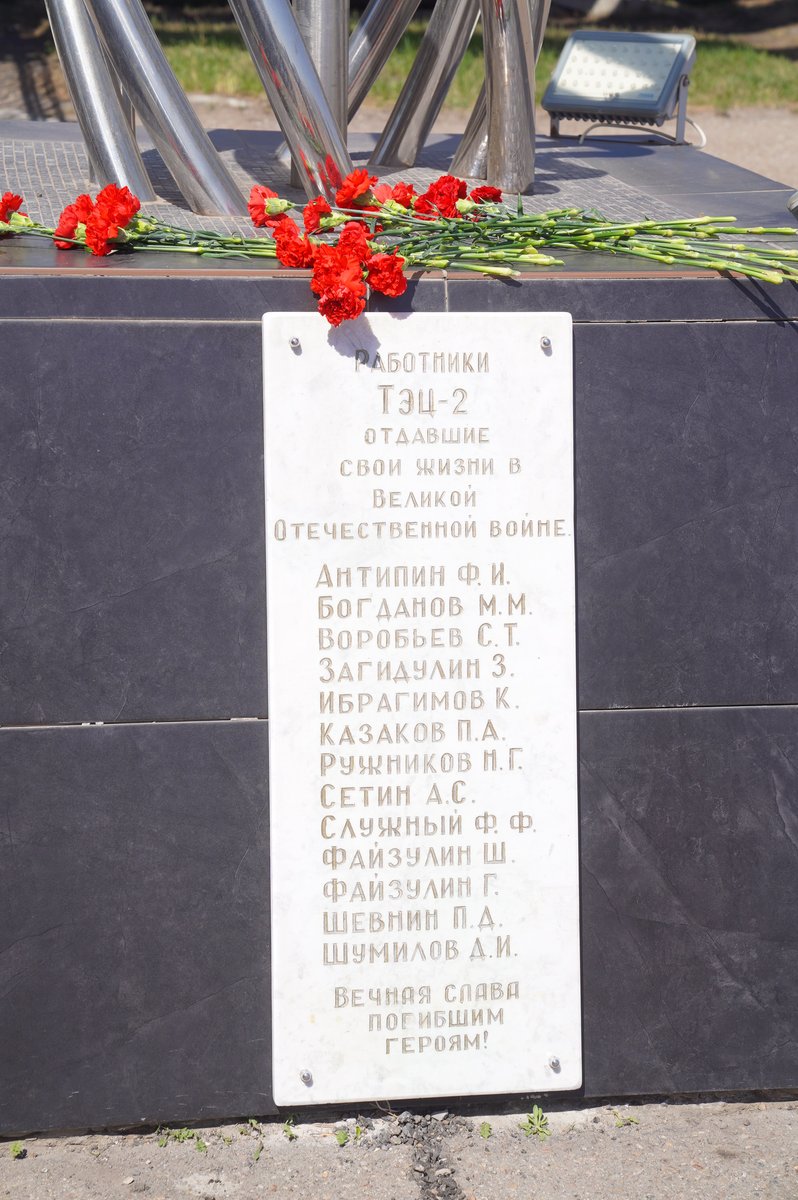 Работники
ТЭЦ-2
отдавшие
свои жизни в
Великой
Отечественной войне.
Антипин Ф. И.
Богданов М. М.
Воробьев С. Т.
Загидулин З.
Ибрагимов К.
Казаков П. А.
Ружников Н. Г.
Сетин А. С.
Служный Ф. Ф.
Файзулин Ш.
Файзулин Г.
Шевнин П. Д.
Шумилов Д. И.
Вечная слава
погибшим
героям!